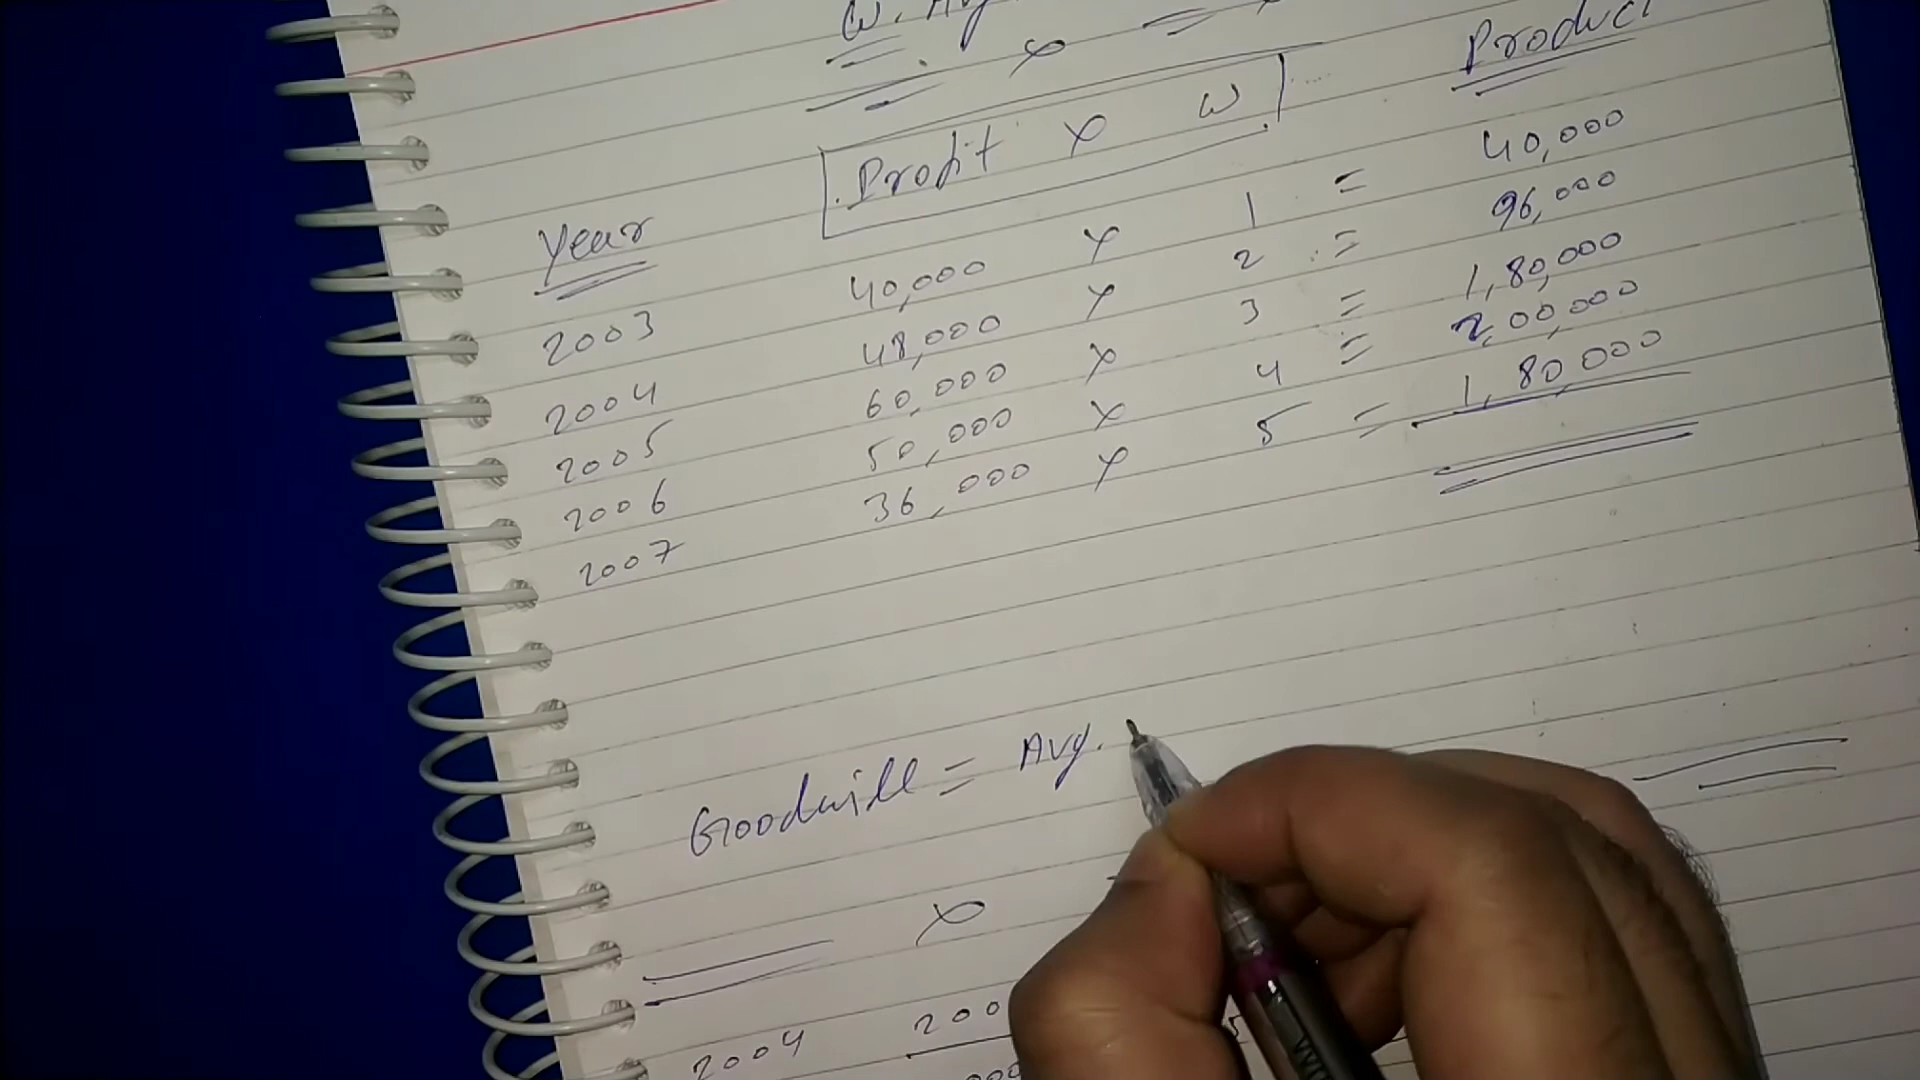 W. Avg
Product
Profit × W
Year
40,000 × 1 = 40,000
2003 48,000 × 2 = 96,000
2004 60,000 × 3 = 1,80,000
2005 50,000 × 4 = 2,00,000
2006 36,000 × 5 = 1,80,000
2007
Goodwill = Avg.
×
2004 200
000